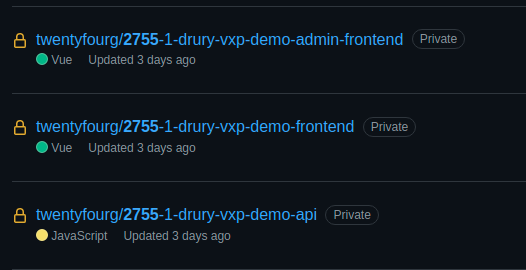 twentyfourg/2755-1-drury-vxp-demo-admin-frontend Private
Vue Updated 3 days ago
twentyfourg/2755-1-drury-vxp-demo-frontend Private
Vue Updated 3 days ago
twentyfourg/2755-1-drury-vxp-demo-api Private
JavaScript Updated 3 days ago